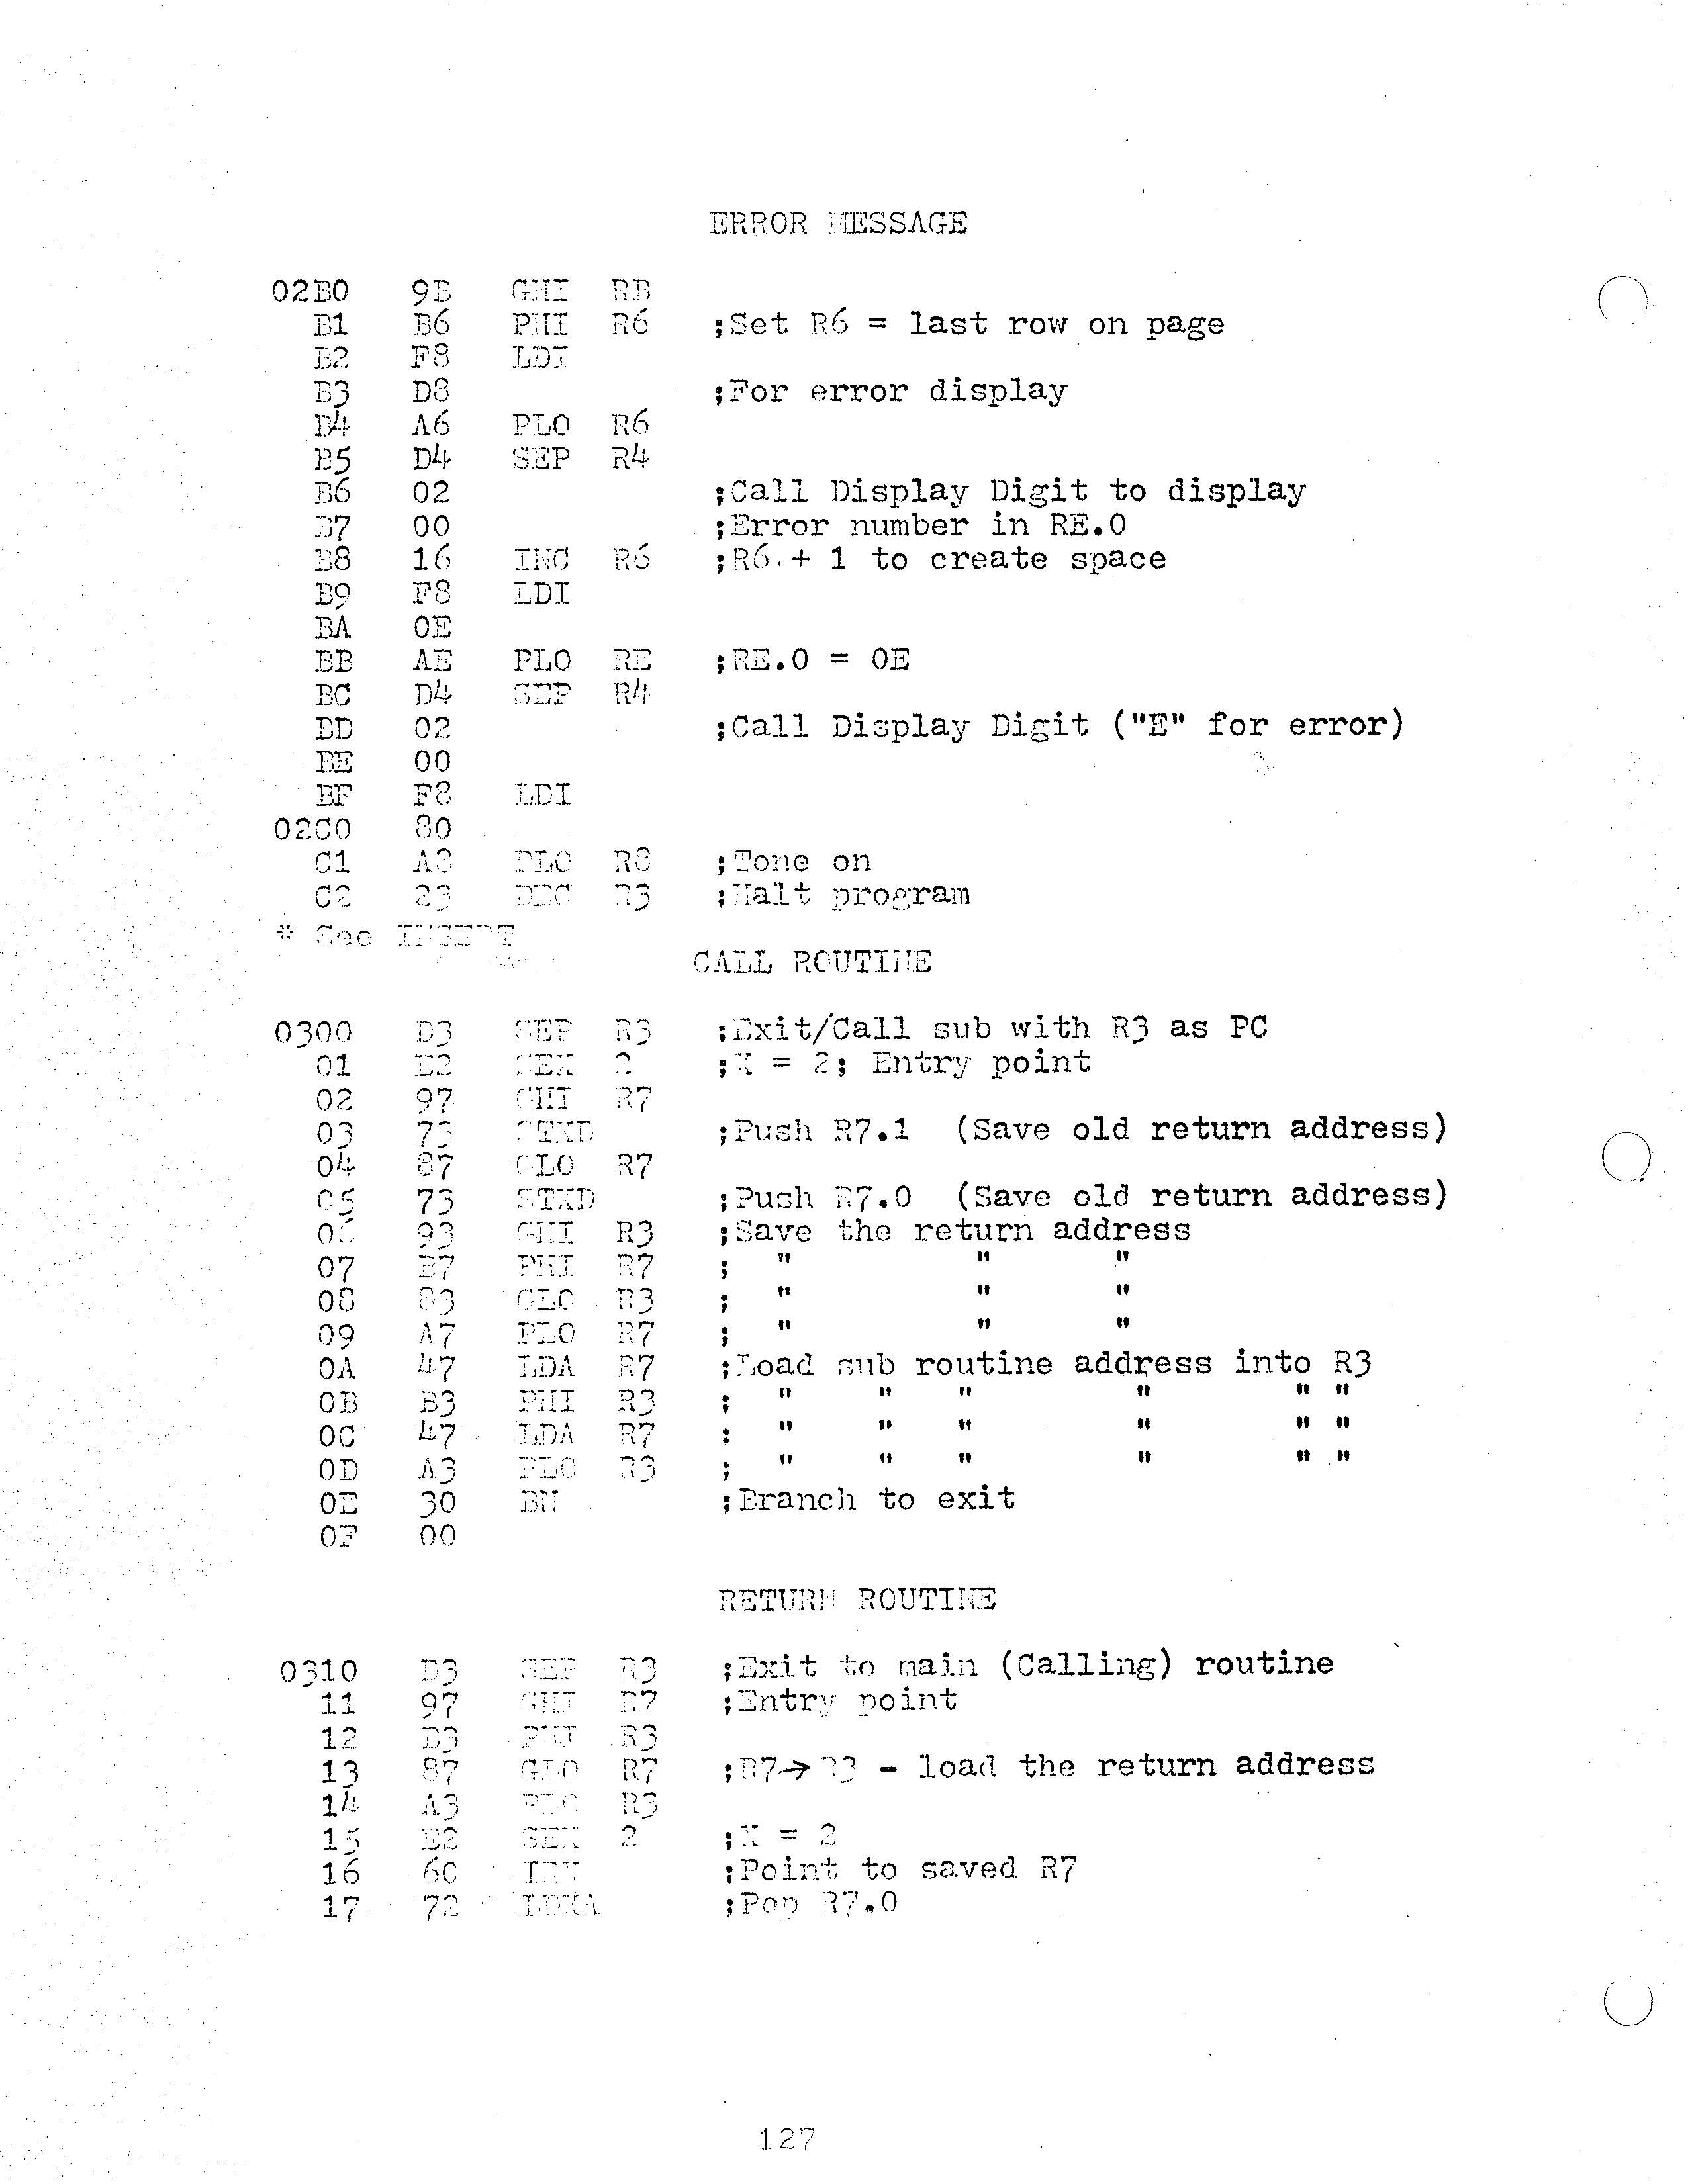 ERROR MESSAGE
02B0 9B GHI RB
B1 B6 PHI R6 ;Set R6 = last row on page
B2 F8 LDI
B3 D8 ;For error display
B4 A6 PLO R6
B5 D4 SEP R4
B6 02 ;Call Display Digit to display
B7 00 ;Error number in RE.0
B8 16 INC R6 ;R6 + 1 to create space
B9 F8 LDI
BA 0E
BB AE PLO RE ;RE.0 = 0E
BC D4 SEP R4
BD 02 ;Call Display Digit ("E" for error)
BE 00
BF F8 LDI
02C0 80
C1 A8 PLO R8 ;Tone on
C2 23 DEC R3 ;Halt program
* See INSERT
CALL ROUTINE
0300 D3 SEP R3 ;Exit/Call sub with R3 as PC
01 E2 SEX 2 ;X = 2; Entry point
02 97 GHI R7
03 73 STXD ;Push R7.1 (Save old return address)
04 87 GLO R7
05 73 STXD ;Push R7.0 (Save old return address)
06 93 GHI R3 ;Save the return address
07 B7 PHI R7 ; " " "
08 83 GLO R3 ; " " "
09 A7 PLO R7 ; " " "
0A 47 LDA R7 ;Load sub routine address into R3
0B B3 PHI R3 ; " " " " " "
0C 47 LDA R7 ; " " " " " "
0D A3 PLO R3 ; " " " " " "
0E 30 BN ;Branch to exit
0F 00
RETURN ROUTINE
0310 D3 SEP R3 ;Exit to main (Calling) routine
11 97 GHI R7 ;Entry point
12 B3 PHI R3
13 87 GLO R7 ;R7→R3 - load the return address
14 A3 PLO R3
15 E2 SEX 2 ;X = 2
16 60 IRX ;Point to saved R7
17 72 LDXA ;Pop R7.0
127